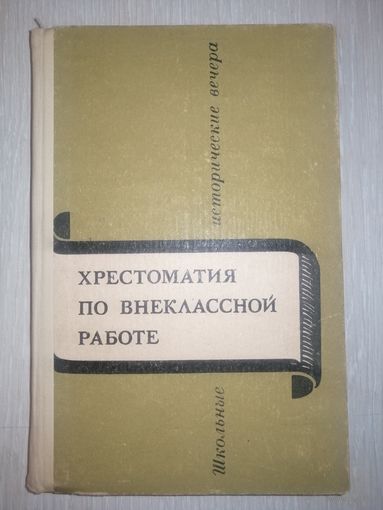 Школьные исторические вечера
ХРЕСТОМАТИЯ
ПО ВНЕКЛАССНОЙ
РАБОТЕ